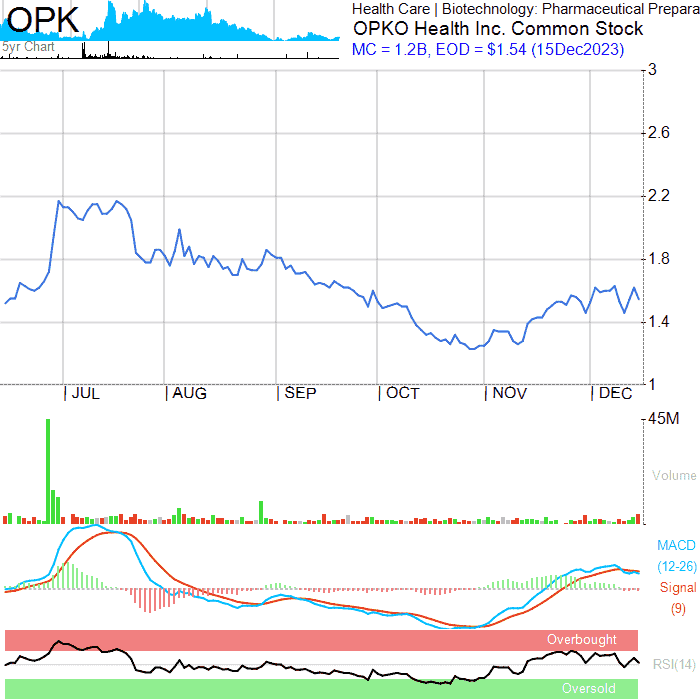 OPK
5yr Chart
Health Care | Biotechnology: Pharmaceutical Prepara
OPKO Health Inc. Common Stock
MC = 1.2B, EOD = $1.54 (15Dec2023)
3
2.6
2.2
1.8
1.4
1
JUL AUG SEP OCT NOV DEC
45M
Volume
MACD
(12-26)
Signal
(9)
Overbought
RSI(14)
Oversold